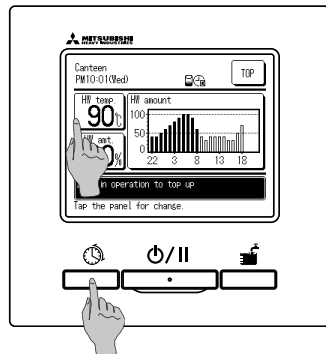 MITSUBISHI
HEAVY INDUSTRIES
Canteen
PM10:01(Wed)
TOP
HW temp.
90℃
HW amount
100
50
0
22 3 8 13 18
HW amt.
0%
in operation to top up
Tap the panel for change.